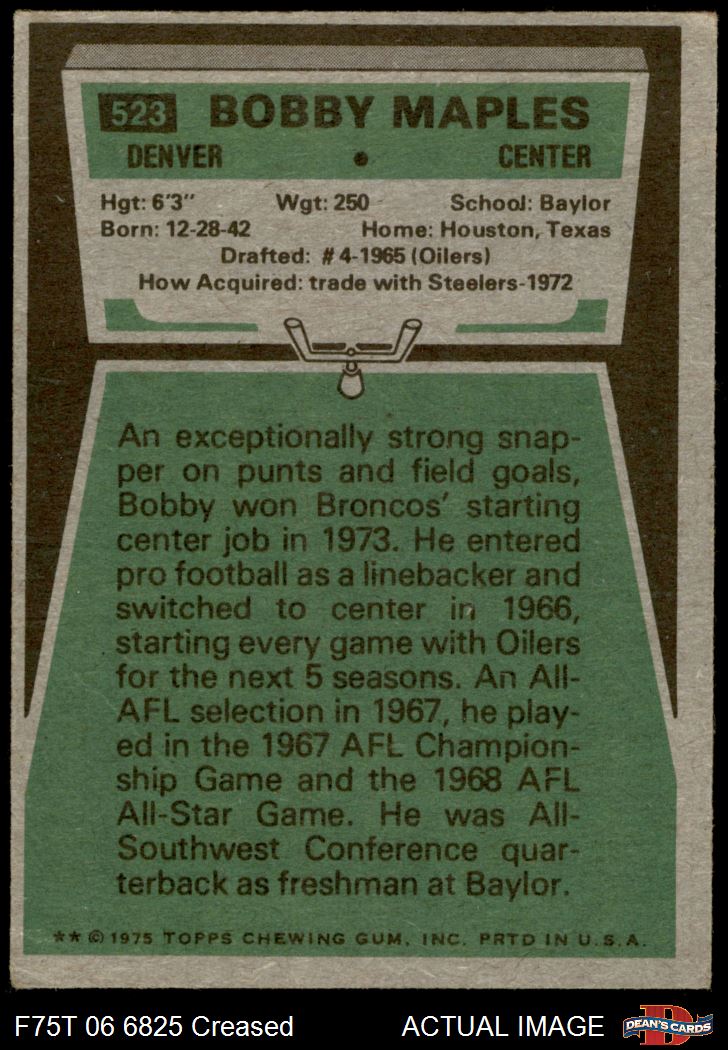 523 BOBBY MAPLES
DENVER • CENTER
Hgt: 6'3" Wgt: 250 School: Baylor
Born: 12-28-42 Home: Houston, Texas
Drafted: #4-1965 (Oilers)
How Acquired: trade with Steelers-1972
An exceptionally strong snap-
per on punts and field goals,
Bobby won Broncos' starting
center job in 1973. He entered
pro football as a linebacker and
switched to center in 1966,
starting every game with Oilers
for the next 5 seasons. An All-
AFL selection in 1967, he play-
ed in the 1967 AFL Champion-
ship Game and the 1968 AFL
All-Star Game. He was All-
Southwest Conference quar-
terback as freshman at Baylor.
** © 1975 TOPPS CHEWING GUM, INC. PRTD IN U.S.A.
F75T 06 6825 Creased ACTUAL IMAGE D DEAN'S CARDS